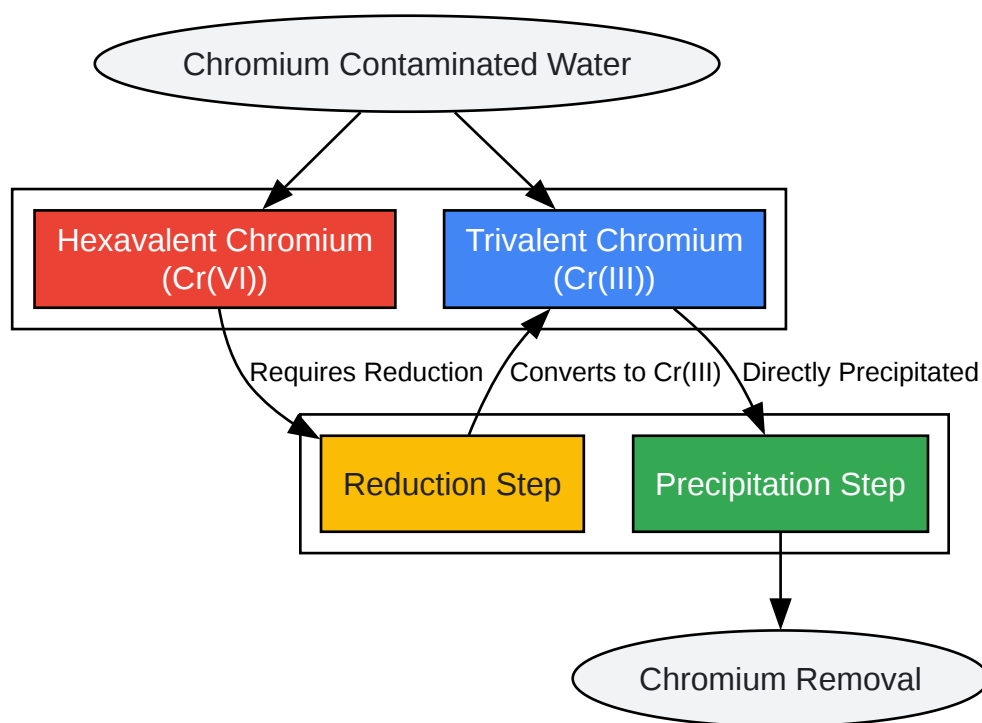 Chromium Contaminated Water
Hexavalent Chromium
(Cr(VI))
Trivalent Chromium
(Cr(III))
Requires Reduction
Converts to Cr(III)
Directly Precipitated
Reduction Step
Precipitation Step
Chromium Removal